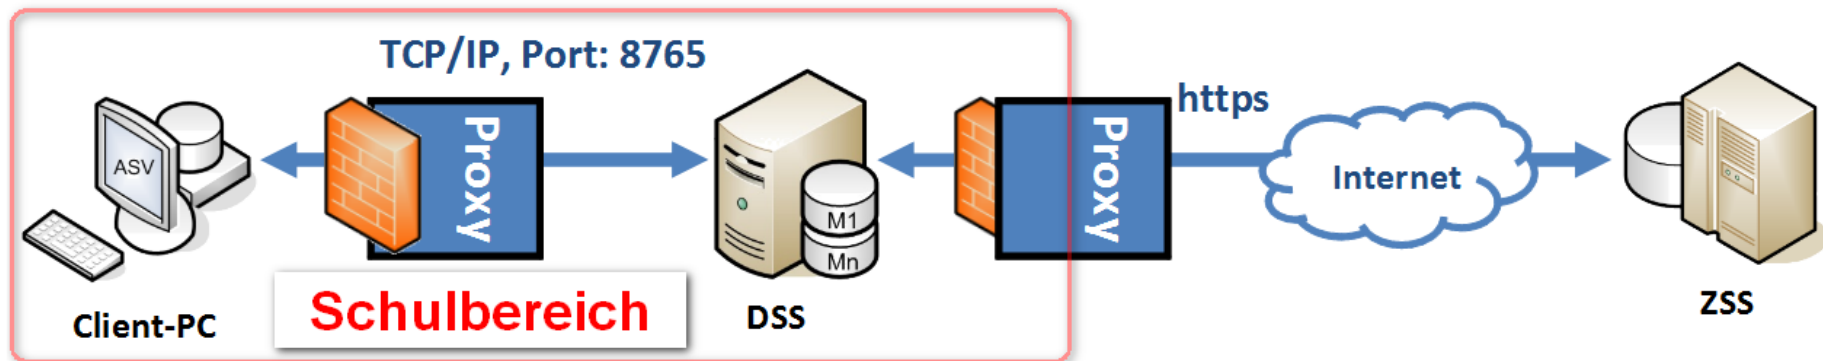 TCP/IP, Port: 8765
ASV
Proxy
M1
Mn
Proxy
https
Internet
Schulbereich
Client-PC
DSS
ZSS